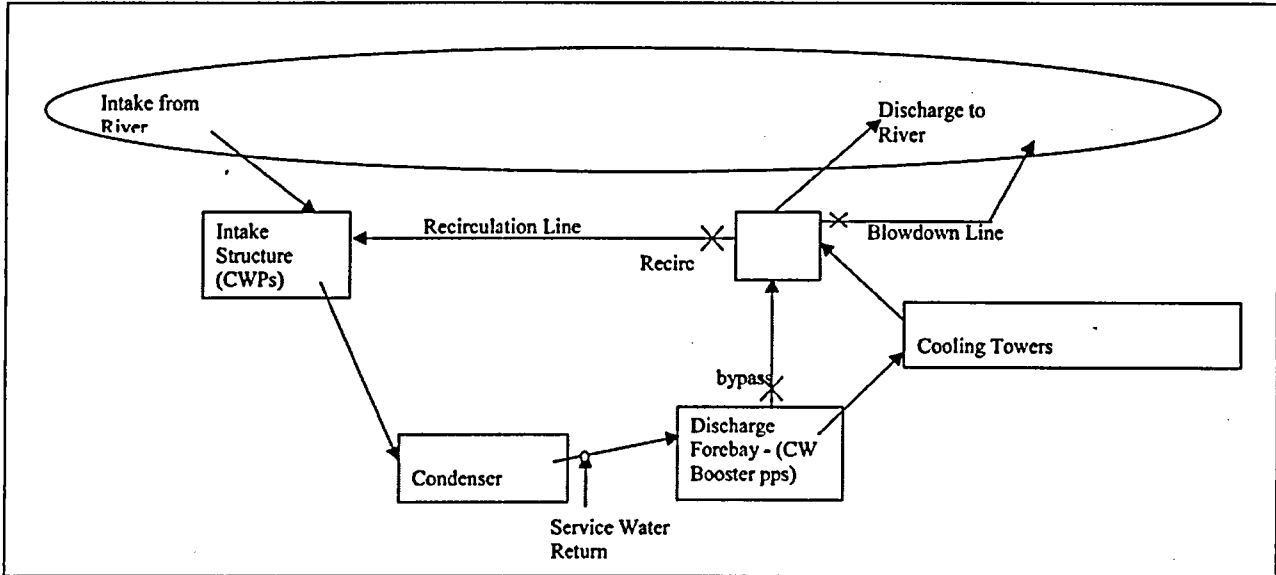 Intake from
River
Discharge to
River
Intake
Structure
(CWPs)
Recirculation Line
Recirc
Blowdown Line
Cooling Towers
bypass
Discharge
Forebay - (CW
Booster pps)
Condenser
Service Water
Return